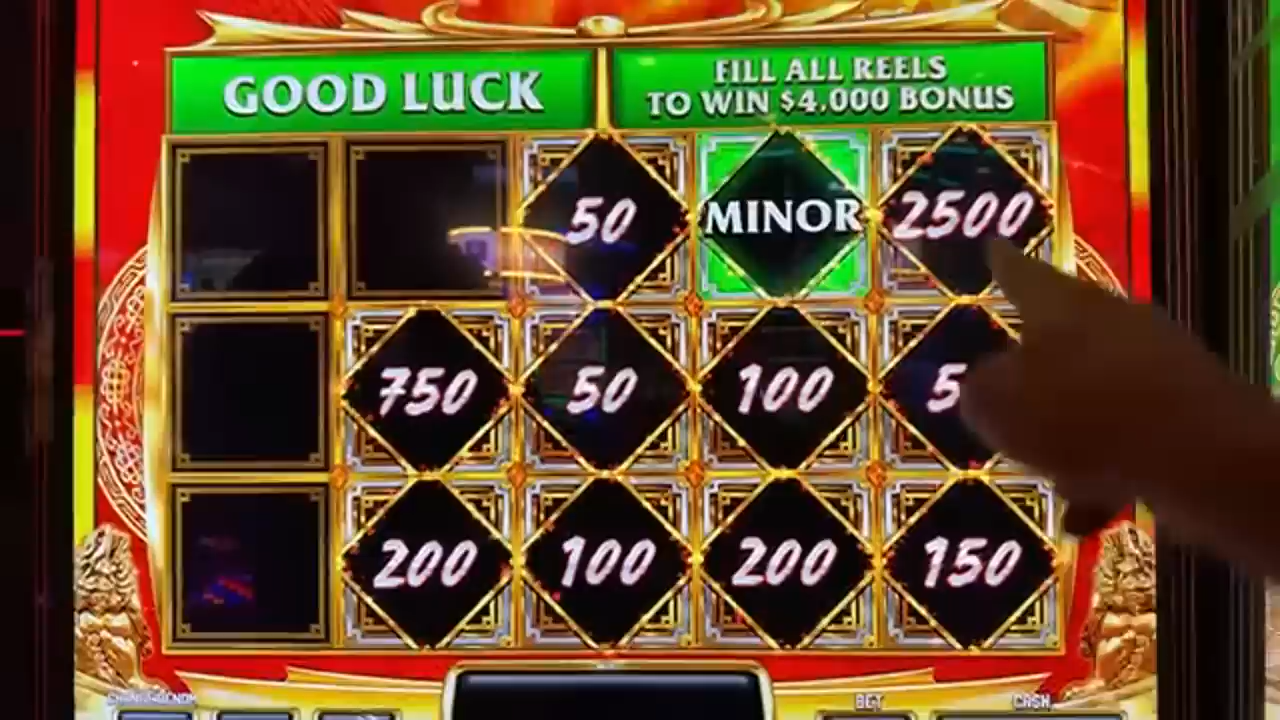 GOOD LUCK
FILL ALL REELS
TO WIN $4,000 BONUS
50 MINOR 2500
750 50 100 5
200 100 200 150
BET CASH